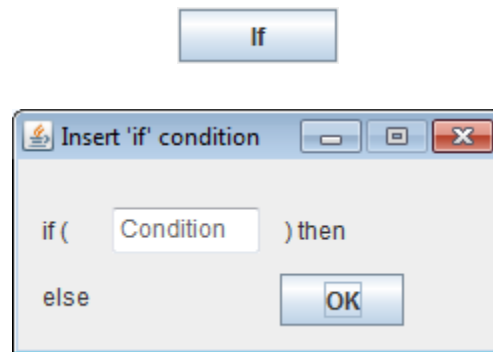 If
Insert 'if' condition
if ( Condition ) then
else OK